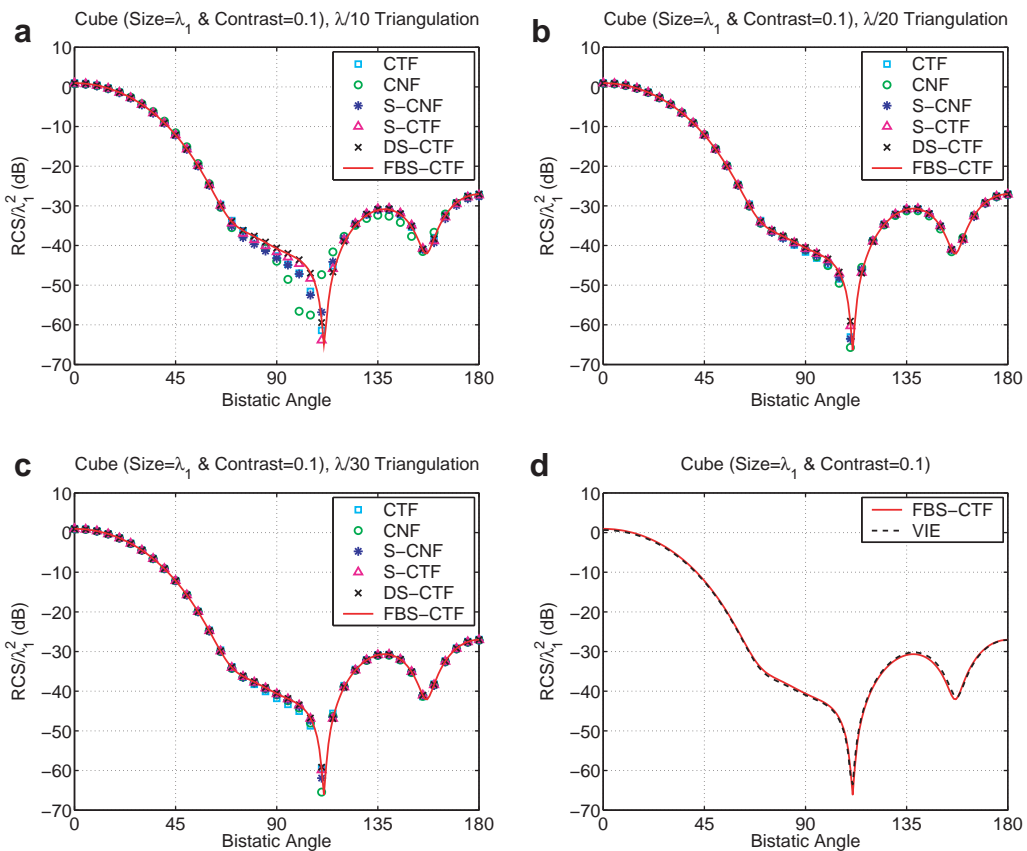 a
Cube (Size=λ1 & Contrast=0.1), λ/10 Triangulation
10
0
−10
−20
−30
−40
−50
−60
−70
RCS/λ1^2 (dB)
CTF
CNF
S−CNF
S−CTF
DS−CTF
FBS−CTF
0 45 90 135 180
Bistatic Angle
b
Cube (Size=λ1 & Contrast=0.1), λ/20 Triangulation
10
0
−10
−20
−30
−40
−50
−60
−70
RCS/λ1^2 (dB)
CTF
CNF
S−CNF
S−CTF
DS−CTF
FBS−CTF
0 45 90 135 180
Bistatic Angle
c
Cube (Size=λ1 & Contrast=0.1), λ/30 Triangulation
10
0
−10
−20
−30
−40
−50
−60
−70
RCS/λ1^2 (dB)
CTF
CNF
S−CNF
S−CTF
DS−CTF
FBS−CTF
0 45 90 135 180
Bistatic Angle
d
Cube (Size=λ1 & Contrast=0.1)
10
0
−10
−20
−30
−40
−50
−60
−70
RCS/λ1^2 (dB)
FBS−CTF
VIE
0 45 90 135 180
Bistatic Angle